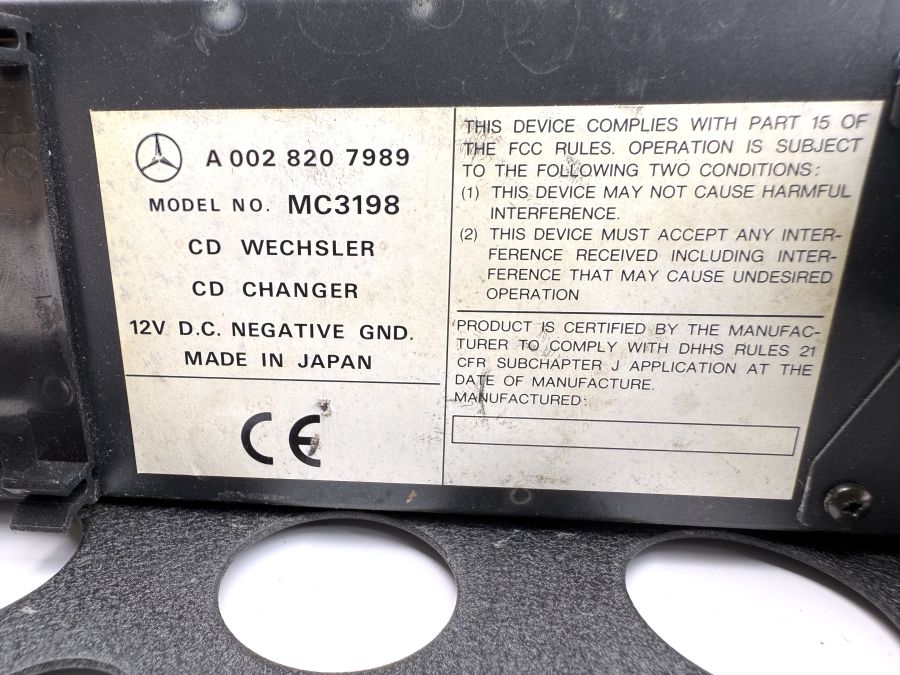 A 002 820 7989
MODEL NO. MC3198
CD WECHSLER
CD CHANGER
12V D.C. NEGATIVE GND.
MADE IN JAPAN
CE
THIS DEVICE COMPLIES WITH PART 15 OF
THE FCC RULES. OPERATION IS SUBJECT
TO THE FOLLOWING TWO CONDITIONS:
(1) THIS DEVICE MAY NOT CAUSE HARMFUL
INTERFERENCE.
(2) THIS DEVICE MUST ACCEPT ANY INTER-
FERENCE RECEIVED INCLUDING INTER-
FERENCE THAT MAY CAUSE UNDESIRED
OPERATION
PRODUCT IS CERTIFIED BY THE MANUFAC-
TURER TO COMPLY WITH DHHS RULES 21
CFR SUBCHAPTER J APPLICATION AT THE
DATE OF MANUFACTURE.
MANUFACTURED: